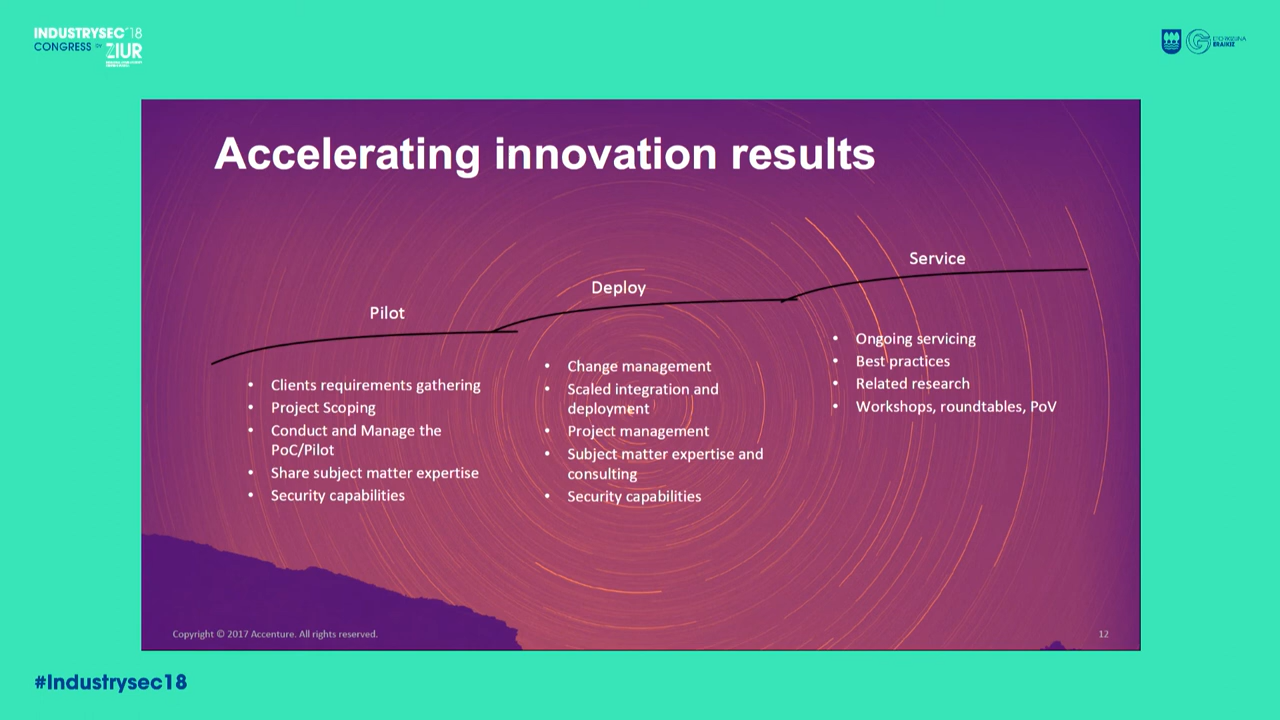 INDUSTRYSEC'18
CONGRESS BY ZIUR
Accelerating innovation results
Service
Deploy
Pilot
• Clients requirements gathering
• Project Scoping
• Conduct and Manage the
PoC/Pilot
• Share subject matter expertise
• Security capabilities
• Change management
• Scaled integration and
deployment
• Project management
• Subject matter expertise and
consulting
• Security capabilities
• Ongoing servicing
• Best practices
• Related research
• Workshops, roundtables, PoV
Copyright © 2017 Accenture. All rights reserved.
12
#Industrysec18